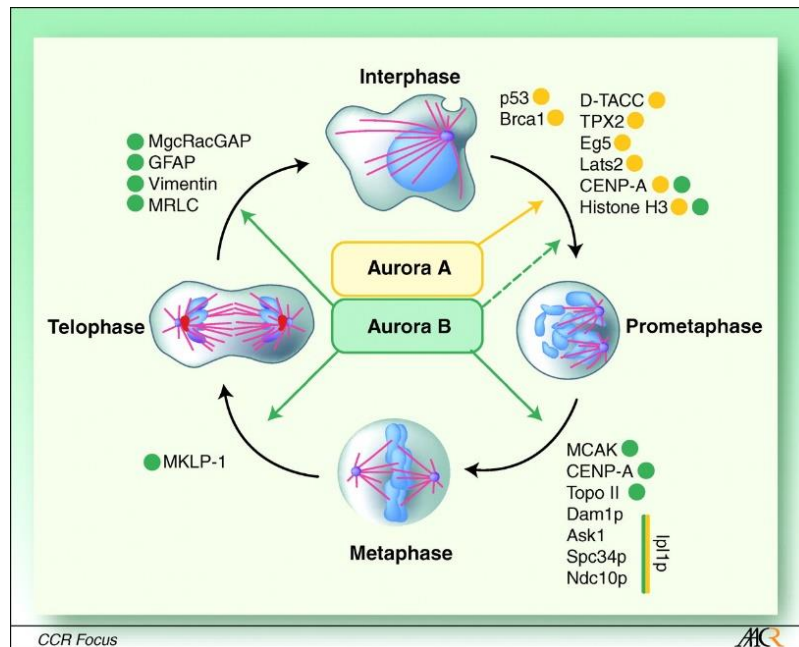 Interphase
p53
Brca1
D-TACC
TPX2
Eg5
Lats2
CENP-A
Histone H3
MgcRacGAP
GFAP
Vimentin
MRLC
Aurora A
Aurora B
Telophase
Prometaphase
MKLP-1
Metaphase
MCAK
CENP-A
Topo II
Dam1p
Ask1
Spc34p
Ndc10p
Ipl1p
CCR Focus
AACR